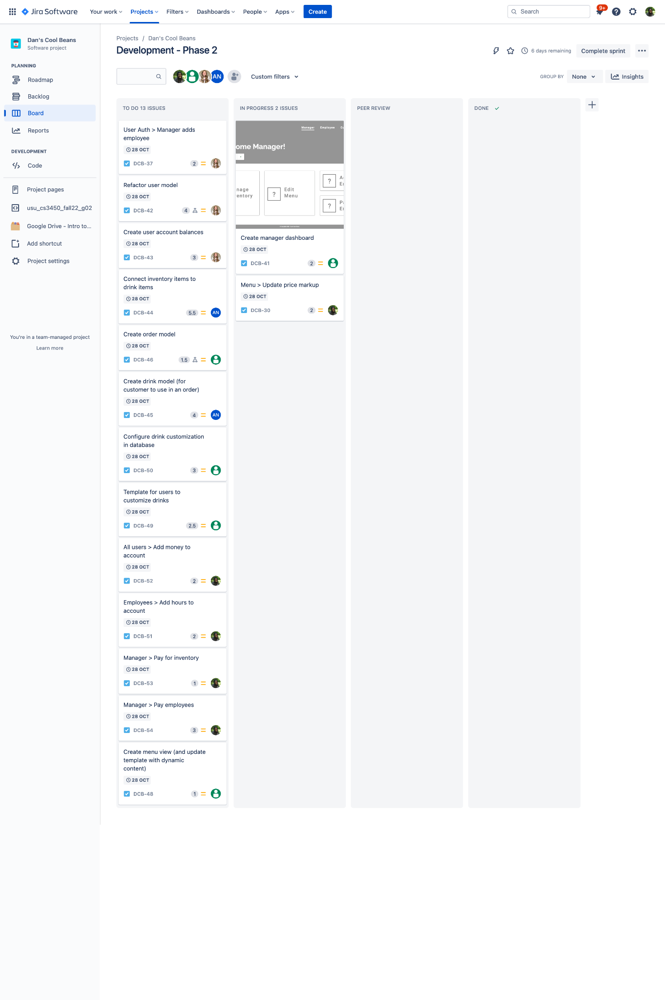 Jira Software
Your work
Projects
Filters
Dashboards
People
Apps
Create
Search
9+
Dan's Cool Beans
Software project
PLANNING
Roadmap
Backlog
Board
Reports
DEVELOPMENT
Code
Project pages
usu_cs3450_fall22_g02
Google Drive - Intro to...
Add shortcut
Project settings
You're in a team-managed project
Learn more
Projects / Dan's Cool Beans
Development - Phase 2
6 days remaining
Complete sprint
AN
Custom filters
GROUP BY
None
Insights
TO DO 13 ISSUES
User Auth > Manager adds
employee
28 OCT
DCB-37
2
Refactor user model
28 OCT
DCB-42
4
Create user account balances
28 OCT
DCB-43
3
Connect inventory items to
drink items
28 OCT
DCB-44
5.5
AN
Create order model
28 OCT
DCB-46
1.5
Create drink model (for
customer to use in an order)
28 OCT
DCB-45
4
AN
Configure drink customization
in database
28 OCT
DCB-50
3
Template for users to
customize drinks
28 OCT
DCB-49
2.5
All users > Add money to
account
28 OCT
DCB-52
2
Employees > Add hours to
account
28 OCT
DCB-51
2
Manager > Pay for inventory
28 OCT
DCB-53
1
Manager > Pay employees
28 OCT
DCB-54
3
Create menu view (and update
template with dynamic
content)
28 OCT
DCB-48
1
IN PROGRESS 2 ISSUES
Manager
Employee
Cu
ome Manager!
nage
entory
?
Edit
Menu
?
A
E
?
P
E
Create manager dashboard
28 OCT
DCB-41
2
Menu > Update price markup
28 OCT
DCB-30
2
PEER REVIEW
DONE